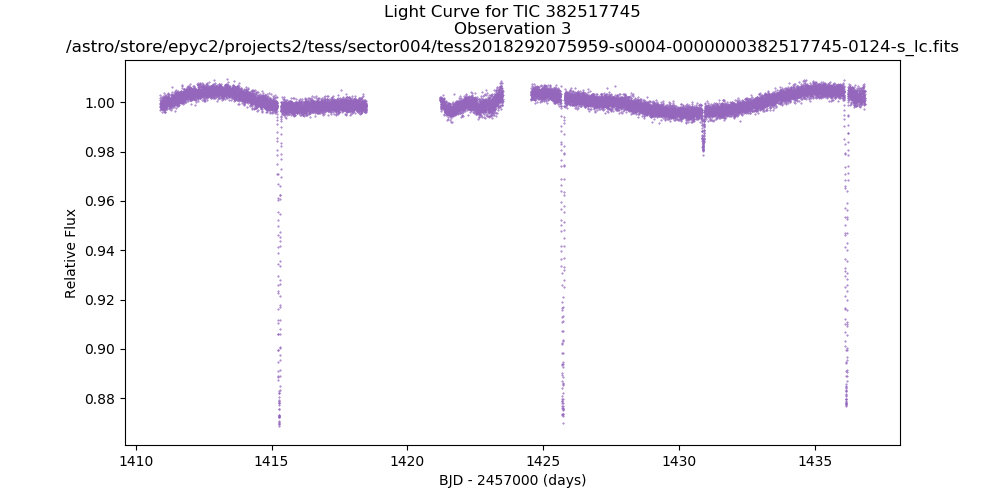 Light Curve for TIC 382517745
Observation 3
/astro/store/epyc2/projects2/tess/sector004/tess2018292075959-s0004-0000000382517745-0124-s_lc.fits
1.00
0.98
0.96
0.94
0.92
0.90
0.88
Relative Flux
1410 1415 1420 1425 1430 1435
BJD - 2457000 (days)